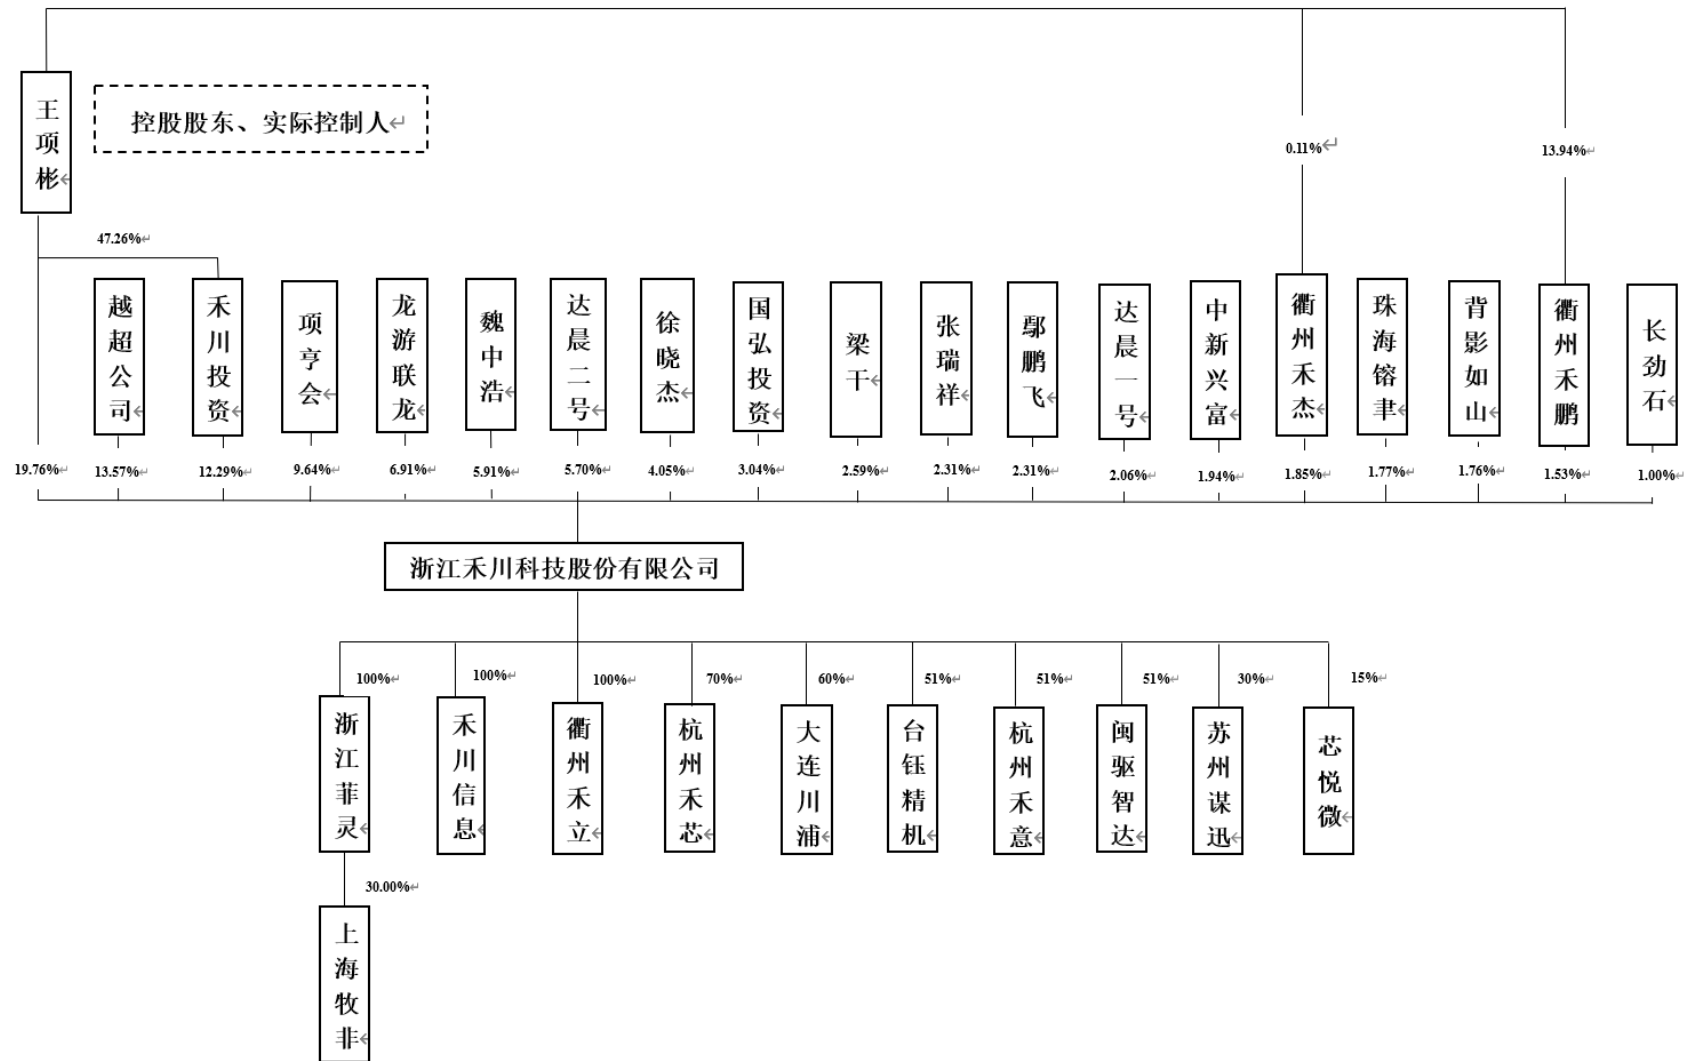 王项彬
控股股东、实际控制人
0.11%
13.94%
47.26%
越超公司
禾川投资
项亨会
龙游联龙
魏中浩
达晨二号
徐晓杰
国弘投资
梁干
张瑞祥
鄢鹏飞
达晨一号
中新兴富
衢州禾杰
珠海镕聿
背影如山
衢州禾鹏
长劲石
19.76%
13.57%
12.29%
9.64%
6.91%
5.91%
5.70%
4.05%
3.04%
2.59%
2.31%
2.31%
2.06%
1.94%
1.85%
1.77%
1.76%
1.53%
1.00%
浙江禾川科技股份有限公司
100%
100%
100%
70%
60%
51%
51%
51%
30%
15%
浙江菲灵
禾川信息
衢州禾立
杭州禾芯
大连川浦
台钰精机
杭州禾意
闽驱智达
苏州谋迅
芯悦微
30.00%
上海牧非